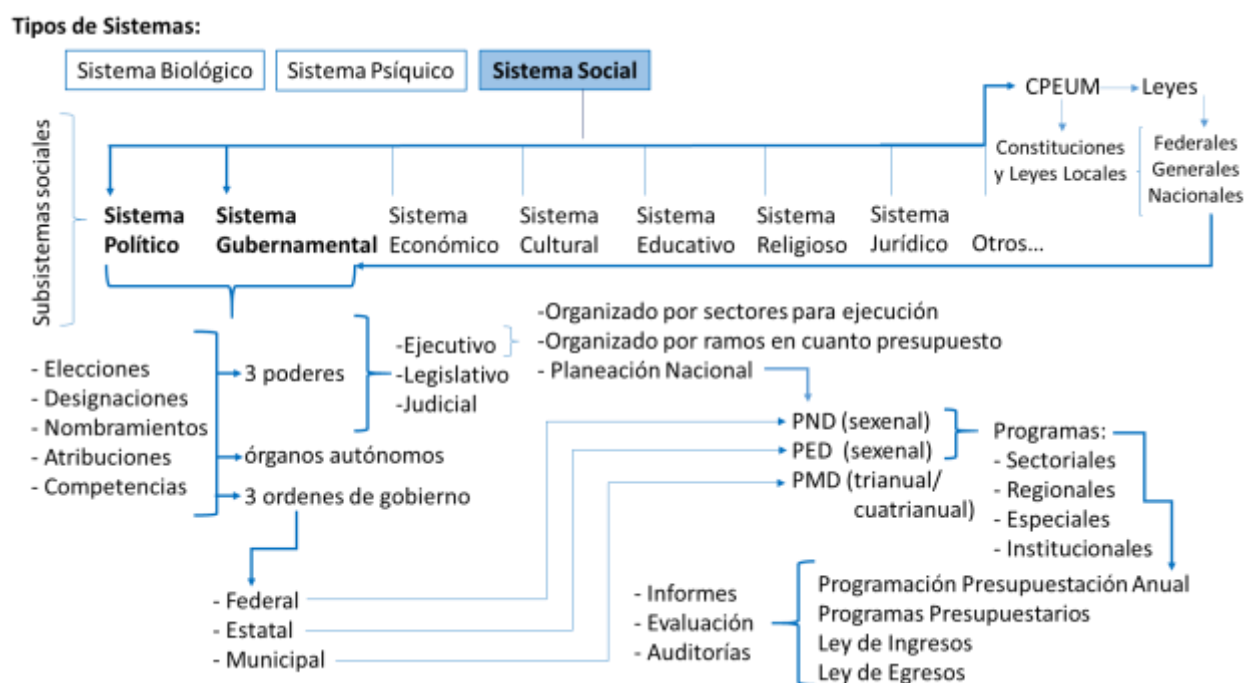 Tipos de Sistemas:
Sistema Biológico
Sistema Psíquico
Sistema Social
Subsistemas sociales
CPEUM
Leyes
Constituciones
y Leyes Locales
Federales
Generales
Nacionales
Sistema
Político
Sistema
Gubernamental
Sistema
Económico
Sistema
Cultural
Sistema
Educativo
Sistema
Religioso
Sistema
Jurídico
Otros...
- Elecciones
- Designaciones
- Nombramientos
- Atribuciones
- Competencias
3 poderes
órganos autónomos
3 ordenes de gobierno
-Ejecutivo
-Legislativo
-Judicial
-Organizado por sectores para ejecución
-Organizado por ramos en cuanto presupuesto
- Planeación Nacional
PND (sexenal)
PED (sexenal)
PMD (trianual/
cuatrianual)
Programas:
- Sectoriales
- Regionales
- Especiales
- Institucionales
- Federal
- Estatal
- Municipal
- Informes
- Evaluación
- Auditorías
Programación Presupuestación Anual
Programas Presupuestarios
Ley de Ingresos
Ley de Egresos